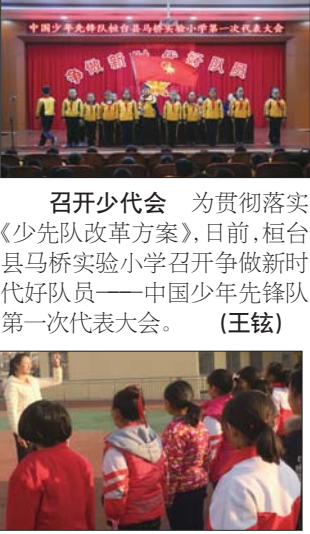 中国少年先锋队桓台县马桥实验小学第一次代表大会
争做新时代好队员
召开少代会 为贯彻落实
《少先队改革方案》，日前，桓台
县马桥实验小学召开争做新时
代好队员——中国少年先锋队
第一次代表大会。 (王铉)